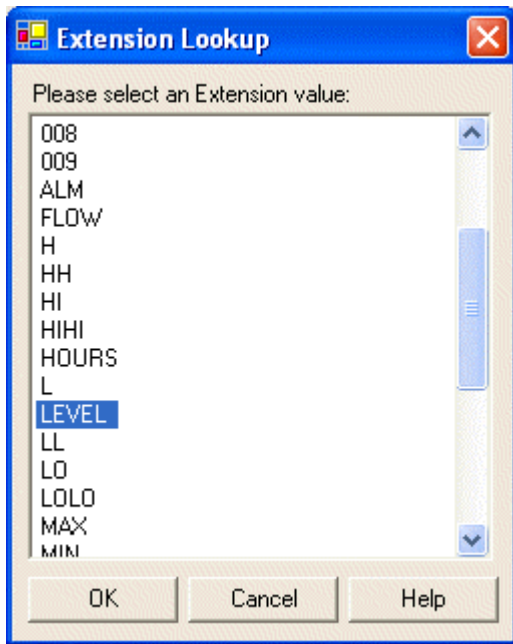 Extension Lookup
Please select an Extension value:
008
009
ALM
FLOW
H
HH
HI
HIHI
HOURS
L
LEVEL
LL
LO
LOLO
MAX
MIN
OK Cancel Help